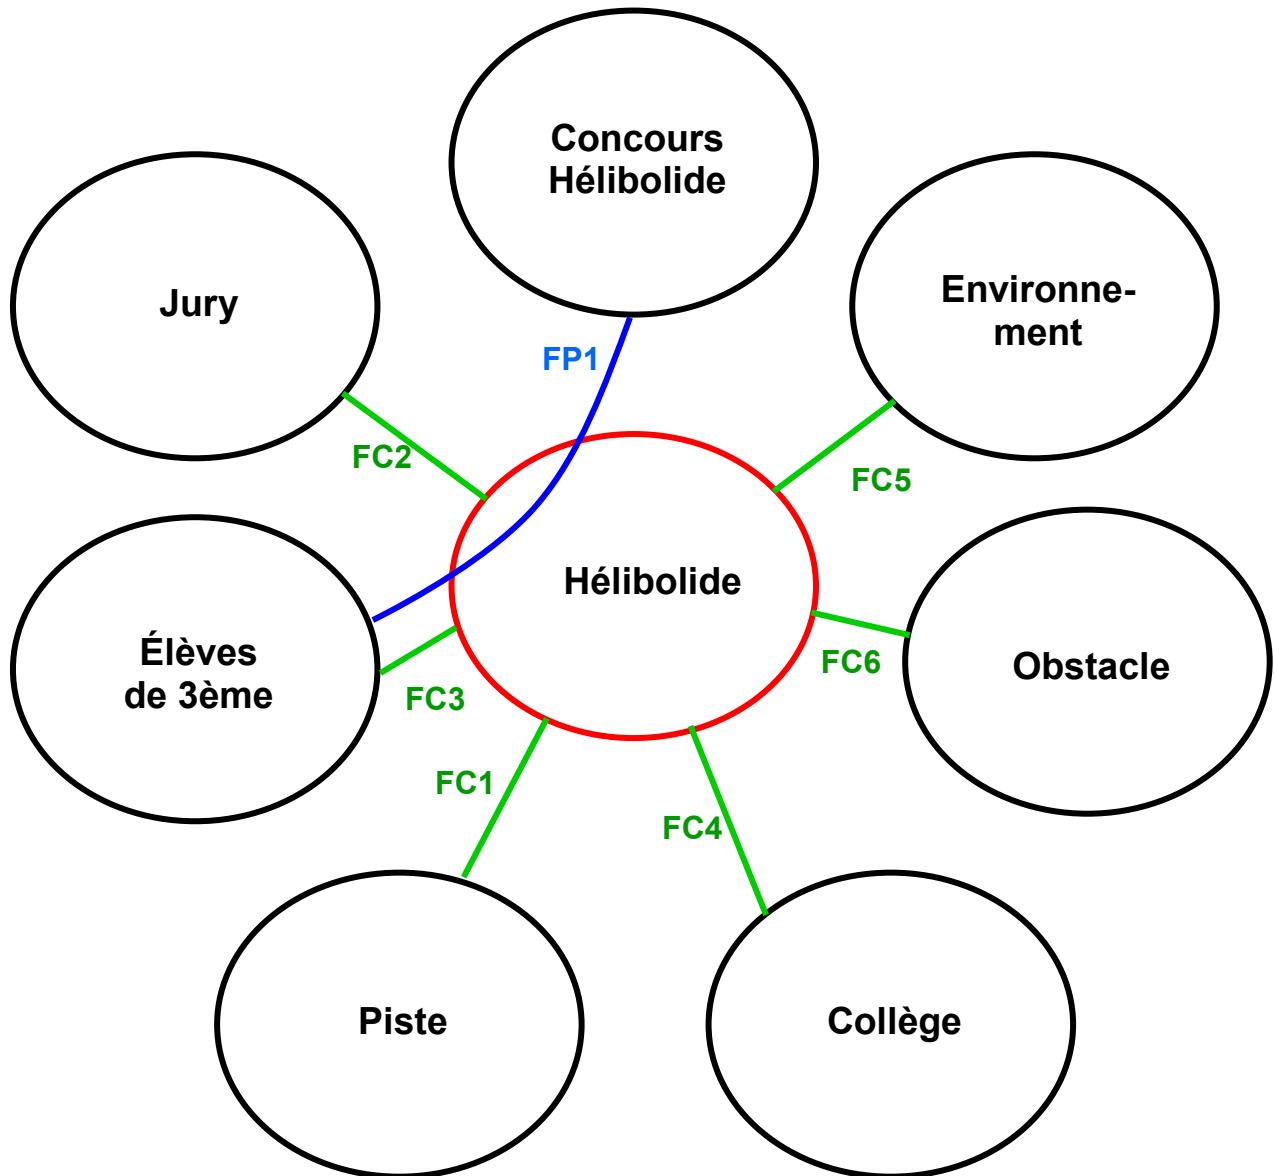 Concours
Hélibolide
Jury
Environne-
ment
FP1
FC2
FC5
Hélibolide
Élèves
de 3ème
FC3
FC6
Obstacle
FC1
FC4
Piste
Collège